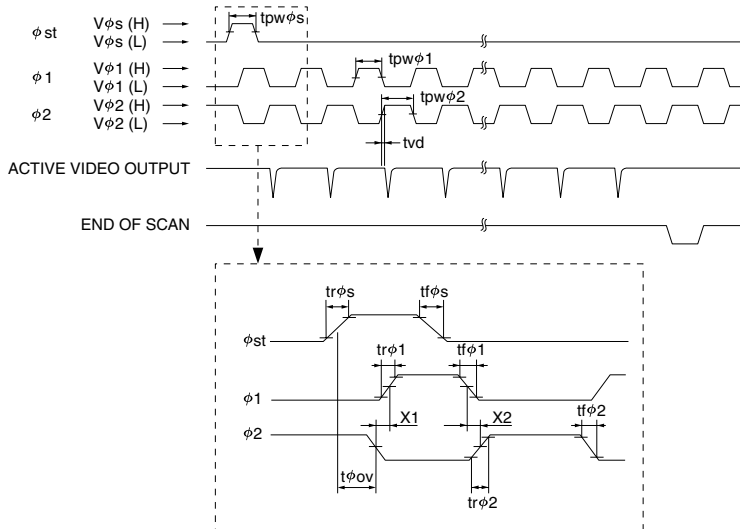 Vϕs (H) tpwϕs
ϕst
Vϕs (L)
Vϕ1 (H) tpwϕ1
ϕ1
Vϕ1 (L)
Vϕ2 (H) tpwϕ2
ϕ2
Vϕ2 (L)
tvd
ACTIVE VIDEO OUTPUT
END OF SCAN
trϕs tfϕs
ϕst
trϕ1 tfϕ1
ϕ1
X1 X2 tfϕ2
ϕ2
tϕov
trϕ2